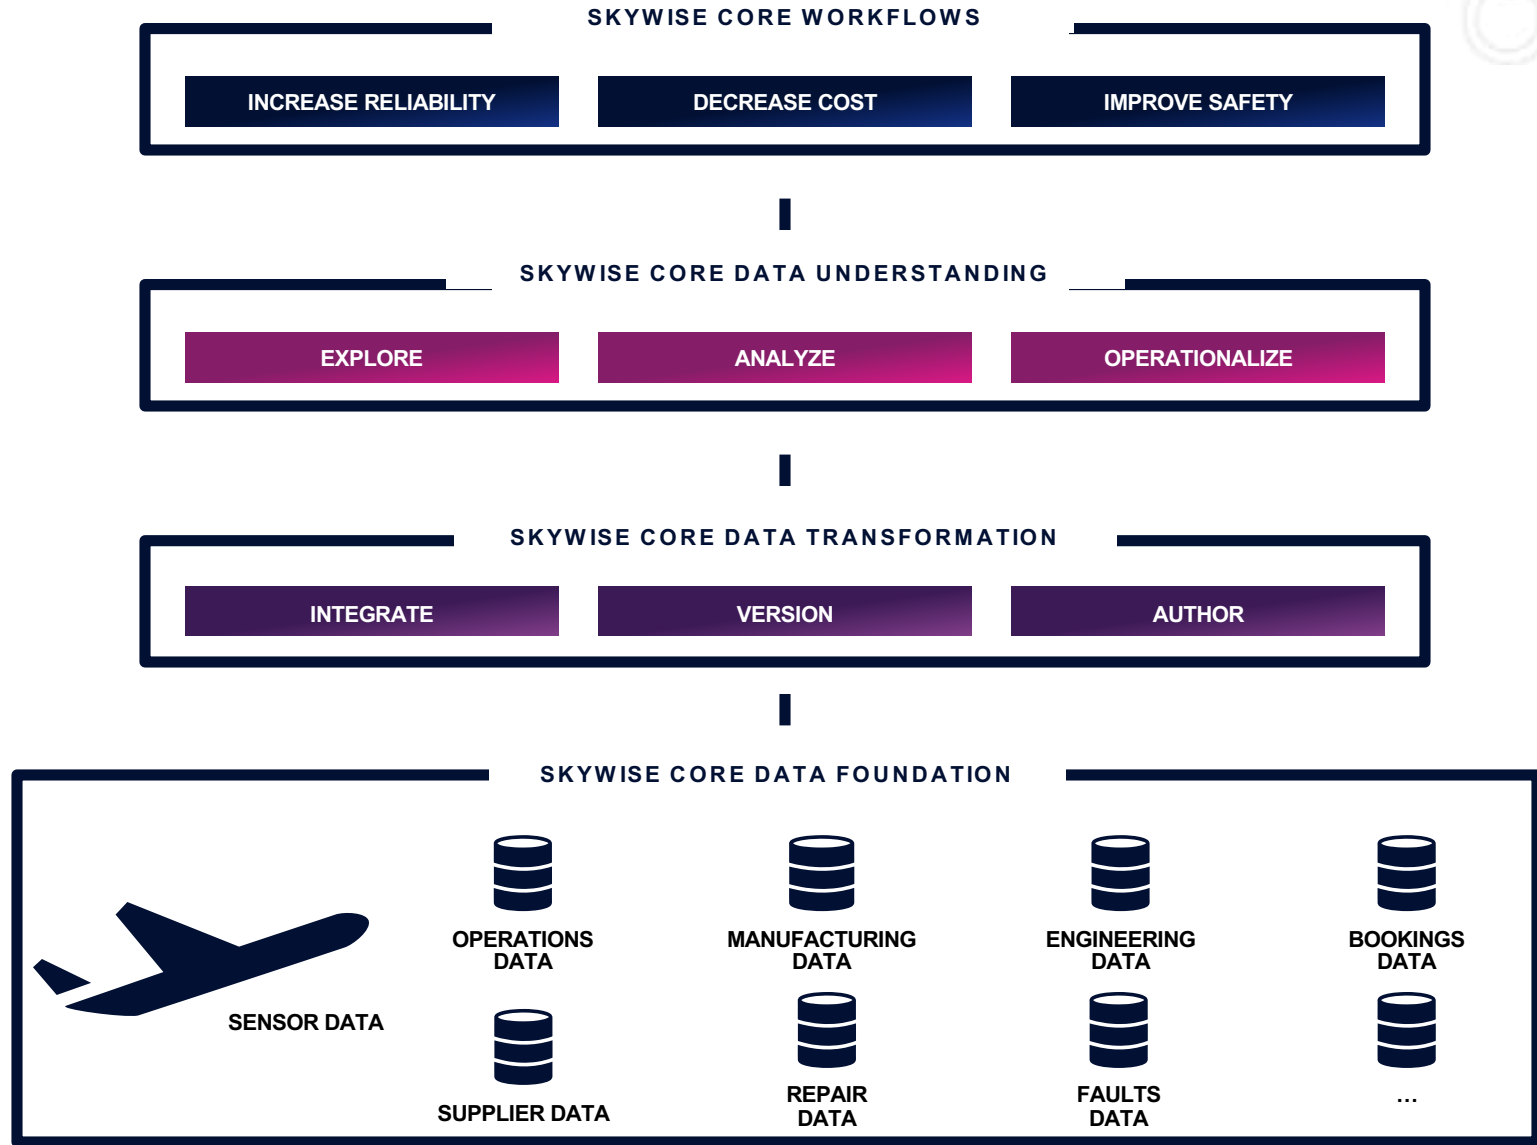 SKYWISE CORE WORKFLOWS
INCREASE RELIABILITY
DECREASE COST
IMPROVE SAFETY
SKYWISE CORE DATA UNDERSTANDING
EXPLORE
ANALYZE
OPERATIONALIZE
SKYWISE CORE DATA TRANSFORMATION
INTEGRATE
VERSION
AUTHOR
SKYWISE CORE DATA FOUNDATION
SENSOR DATA
OPERATIONS
DATA
MANUFACTURING
DATA
ENGINEERING
DATA
BOOKINGS
DATA
SUPPLIER DATA
REPAIR
DATA
FAULTS
DATA
...